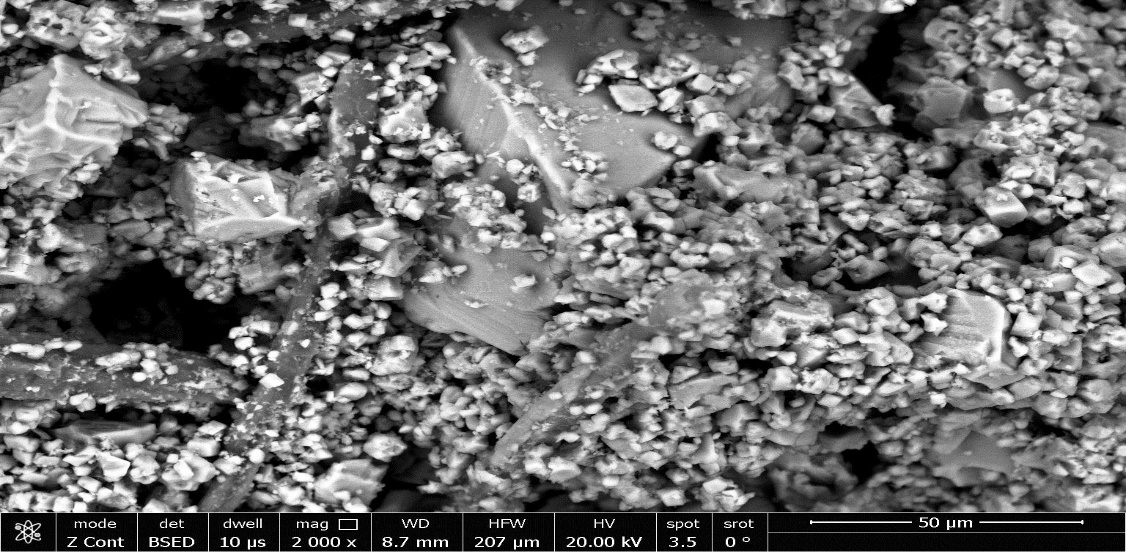 mode det dwell mag WD HFW HV spot srot 50 µm
Z Cont BSED 10 µs 2 000 x 8.7 mm 207 µm 20.00 kV 3.5 0 °